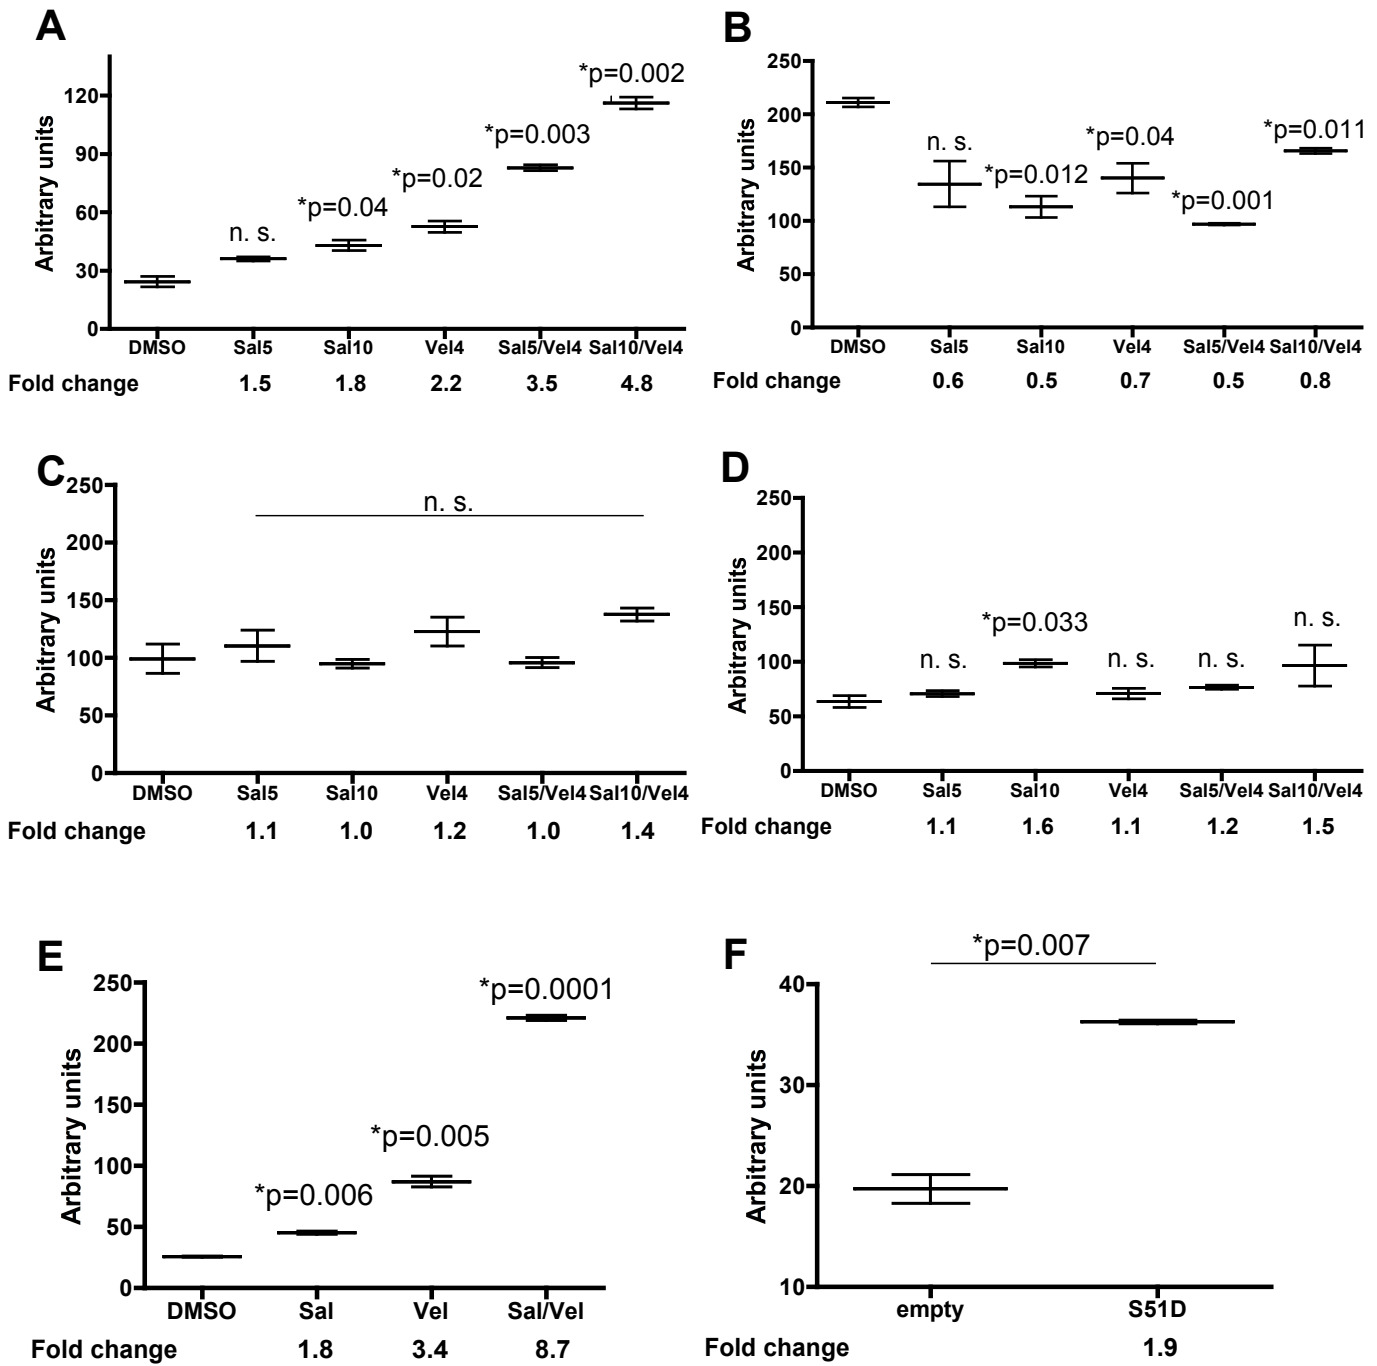 A
Arbitrary units
120
90
60
30
0
n. s.
*p=0.04
*p=0.02
*p=0.003
*p=0.002
DMSO Sal5 Sal10 Vel4 Sal5/Vel4 Sal10/Vel4
Fold change 1.5 1.8 2.2 3.5 4.8
B
Arbitrary units
250
200
150
100
50
0
n. s.
*p=0.012
*p=0.04
*p=0.001
*p=0.011
DMSO Sal5 Sal10 Vel4 Sal5/Vel4 Sal10/Vel4
Fold change 0.6 0.5 0.7 0.5 0.8
C
Arbitrary units
250
200
150
100
50
0
n. s.
DMSO Sal5 Sal10 Vel4 Sal5/Vel4 Sal10/Vel4
Fold change 1.1 1.0 1.2 1.0 1.4
D
Arbitrary units
250
200
150
100
50
0
n. s.
*p=0.033
n. s.
n. s.
n. s.
DMSO Sal5 Sal10 Vel4 Sal5/Vel4 Sal10/Vel4
Fold change 1.1 1.6 1.1 1.2 1.5
E
Arbitrary units
250
200
150
100
50
0
*p=0.006
*p=0.005
*p=0.0001
DMSO Sal Vel Sal/Vel
Fold change 1.8 3.4 8.7
F
Arbitrary units
40
30
20
10
*p=0.007
empty S51D
Fold change 1.9